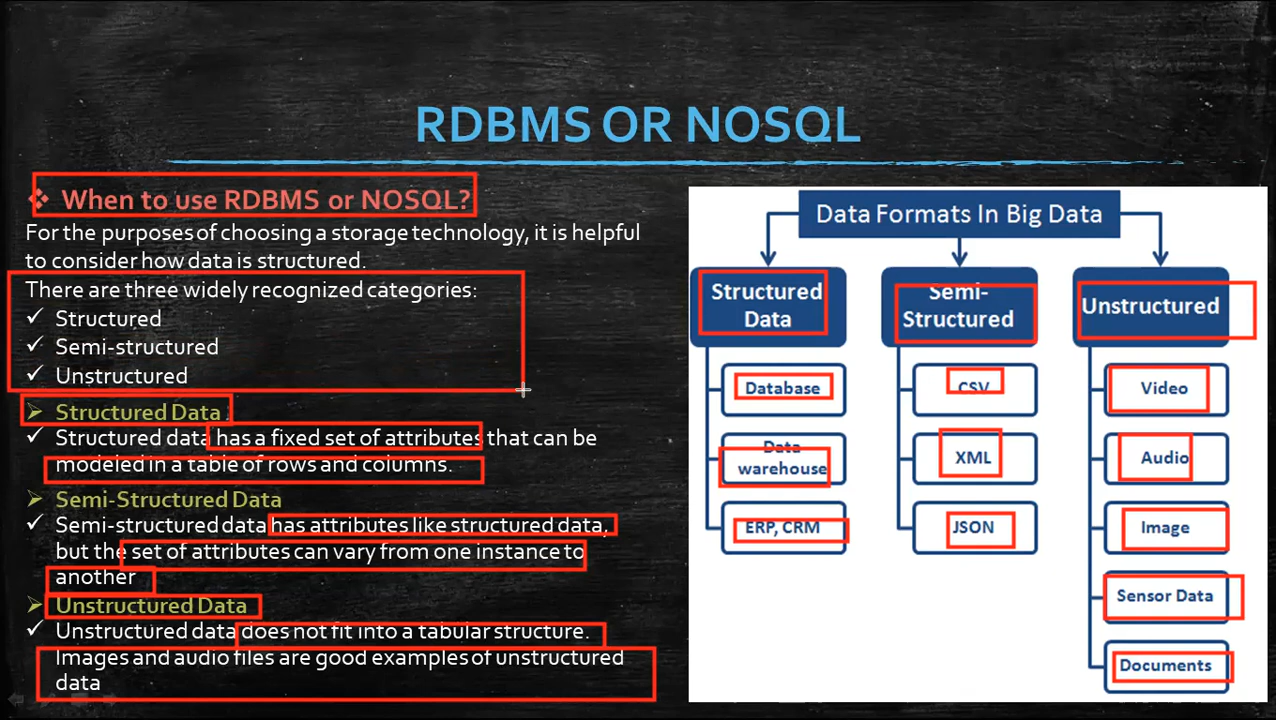 RDBMS OR NOSQL
When to use RDBMS or NOSQL?
For the purposes of choosing a storage technology, it is helpful
to consider how data is structured.
There are three widely recognized categories:
Structured
Semi-structured
Unstructured
Structured Data
Structured data has a fixed set of attributes that can be
modeled in a table of rows and columns.
Semi-Structured Data
Semi-structured data has attributes like structured data,
but the set of attributes can vary from one instance to
another
Unstructured Data
Unstructured data does not fit into a tabular structure.
Images and audio files are good examples of unstructured
data
Data Formats In Big Data
Structured
Data
Database
Data
warehouse
ERP, CRM
Semi-
Structured
CSV
XML
JSON
Unstructured
Video
Audio
Image
Sensor Data
Documents